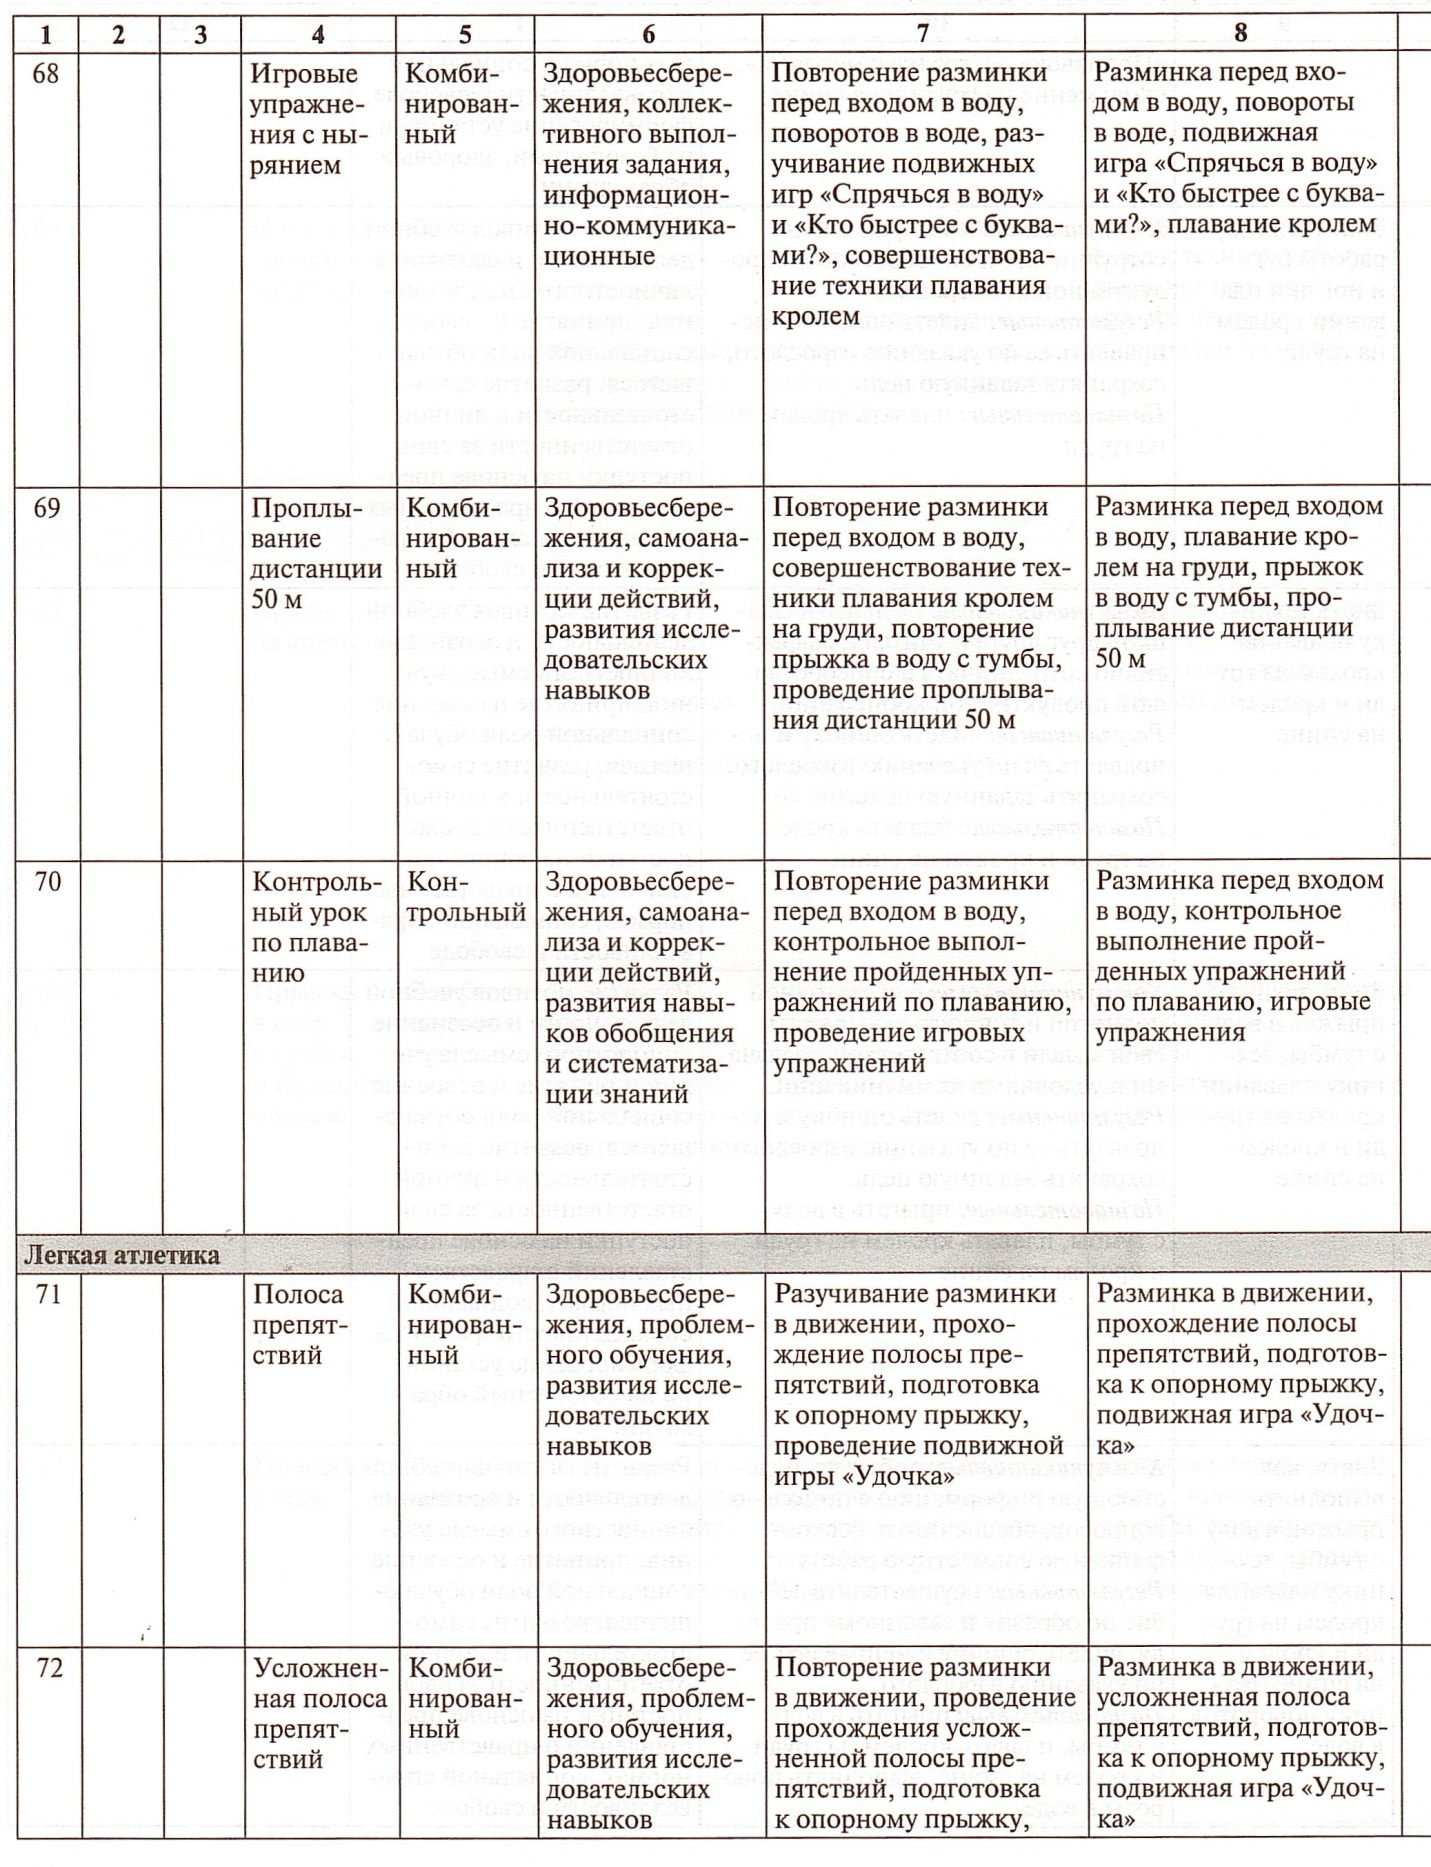 1 2 3 4 5 6 7 8
68
Игровые
упражне-
ния с ны-
рянием
Комби-
нирован-
ный
Здоровьесбере-
жения, коллек-
тивного выпол-
нения задания,
информацион-
но-коммуника-
ционные
Повторение разминки
перед входом в воду,
поворотов в воде, раз-
учивание подвижных
игр «Спрячься в воду»
и «Кто быстрее с буква-
ми?», совершенствова-
ние техники плавания
кролем
Разминка перед вхо-
дом в воду, повороты
в воде, подвижная
игра «Спрячься в воду»
и «Кто быстрее с буква-
ми?», плавание кролем
69
Проплы-
вание
дистанции
50 м
Комби-
нирован-
ный
Здоровьесбере-
жения, самоана-
лиза и коррек-
ции действий,
развития иссле-
довательских
навыков
Повторение разминки
перед входом в воду,
совершенствование тех-
ники плавания кролем
на груди, повторение
прыжка в воду с тумбы,
проведение проплыва-
ния дистанции 50 м
Разминка перед входом
в воду, плавание кро-
лем на груди, прыжок
в воду с тумбы, про-
плывание дистанции
50 м
70
Контроль-
ный урок
по плава-
нию
Кон-
трольный
Здоровьесбере-
жения, самоана-
лиза и коррек-
ции действий,
развития навы-
ков обобщения
и систематиза-
ции знаний
Повторение разминки
перед входом в воду,
контрольное выпол-
нение пройденных уп-
ражнений по плаванию,
проведение игровых
упражнений
Разминка перед входом
в воду, контрольное
выполнение прой-
денных упражнений
по плаванию, игровые
упражнения
Легкая атлетика
71
Полоса
препят-
ствий
Комби-
нирован-
ный
Здоровьесбере-
жения, проблем-
ного обучения,
развития иссле-
довательских
навыков
Разучивание разминки
в движении, прохо-
ждение полосы пре-
пятствий, подготовка
к опорному прыжку,
проведение подвижной
игры «Удочка»
Разминка в движении,
прохождение полосы
препятствий, подготов-
ка к опорному прыжку,
подвижная игра «Удоч-
ка»
72
Усложнен-
ная полоса
препят-
ствий
Комби-
нирован-
ный
Здоровьесбере-
жения, проблем-
ного обучения,
развития иссле-
довательских
навыков
Повторение разминки
в движении, проведение
прохождения услож-
ненной полосы пре-
пятствий, подготовка
к опорному прыжку,
Разминка в движении,
усложненная полоса
препятствий, подготов-
ка к опорному прыжку,
подвижная игра «Удоч-
ка»